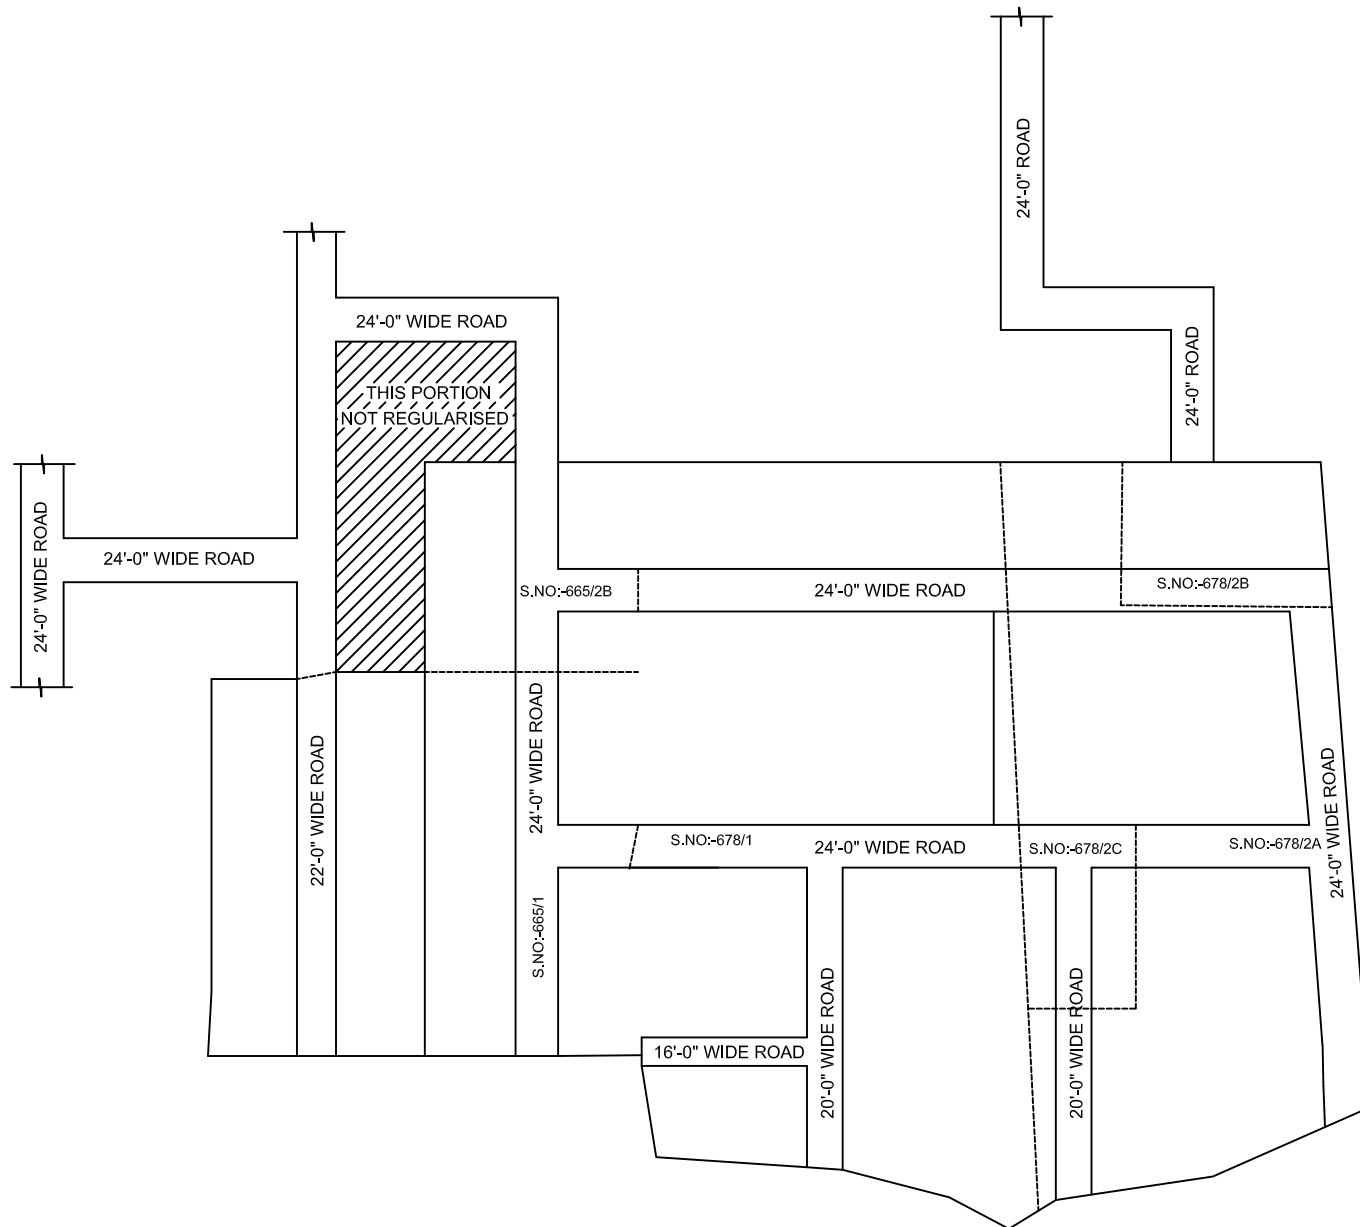 24'-0" ROAD
24'-0" WIDE ROAD
24'-0" ROAD
THIS PORTION
NOT REGULARISED
24'-0" WIDE ROAD
24'-0" WIDE ROAD
S.NO:-665/2B
24'-0" WIDE ROAD
S.NO:-678/2B
24'-0" WIDE ROAD
22'-0" WIDE ROAD
24'-0" WIDE ROAD
S.NO:-678/1
24'-0" WIDE ROAD
S.NO:-678/2C
S.NO:-678/2A
S.NO:-665/1
16'-0" WIDE ROAD
20'-0" WIDE ROAD
20'-0" WIDE ROAD